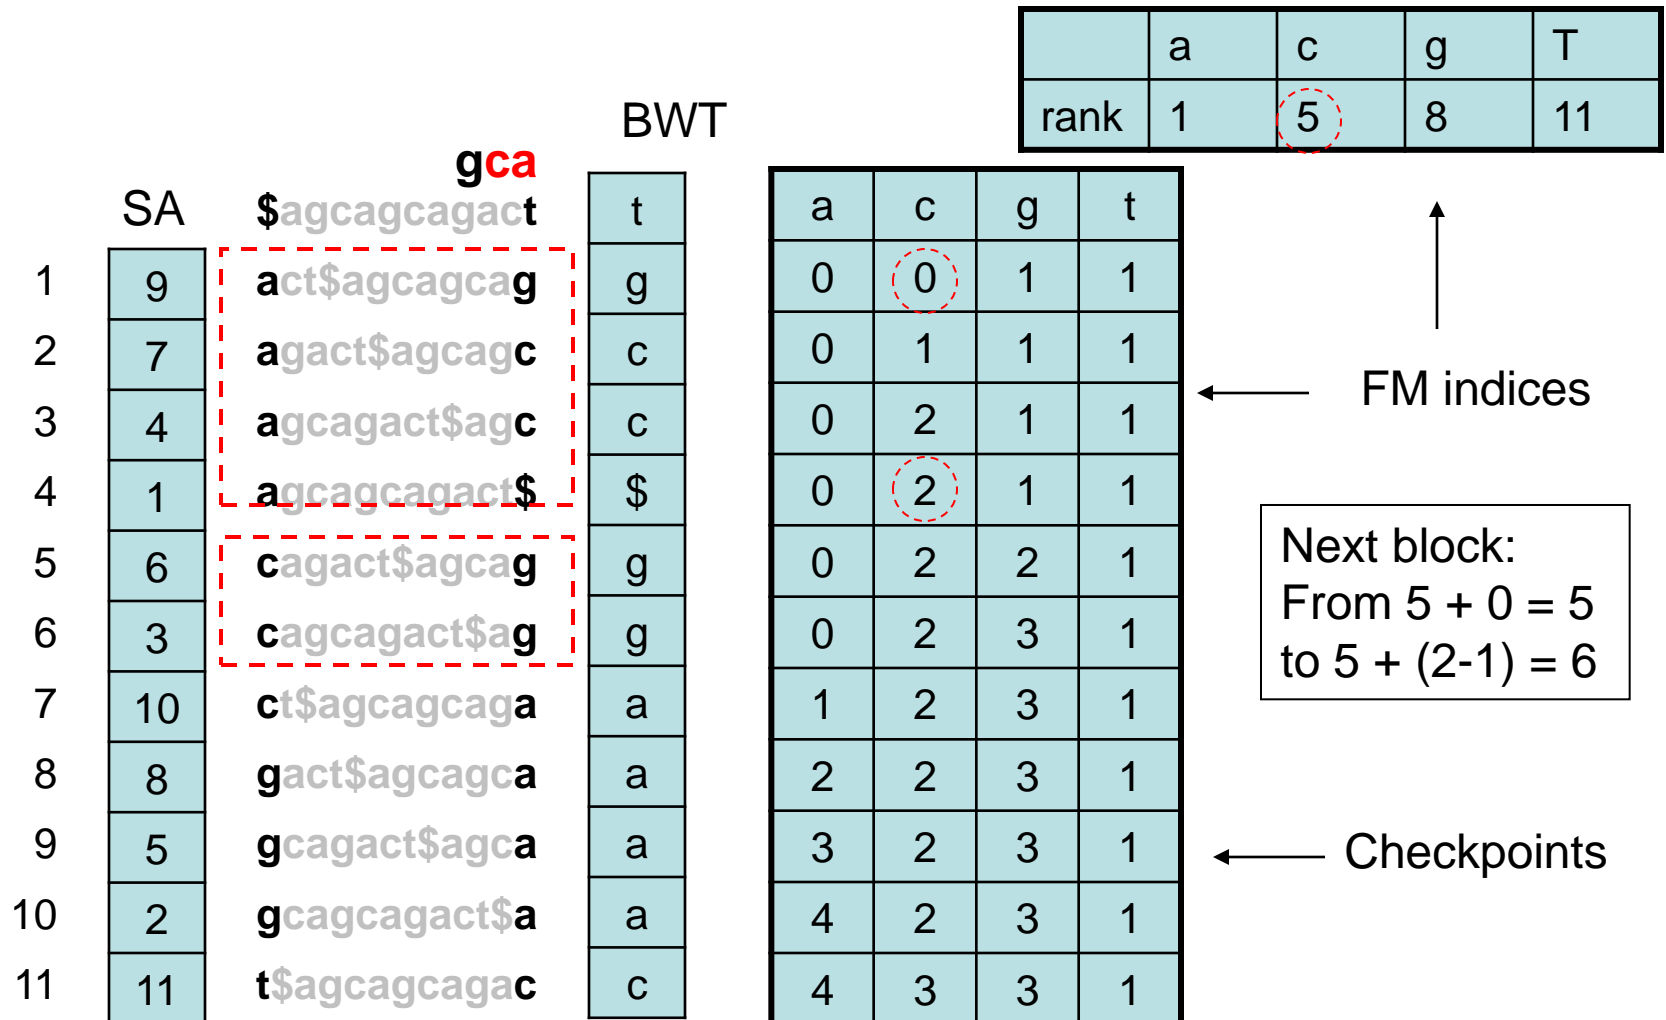 a c g T
rank 1 5 8 11
BWT
gca
SA $agcagcagact t a c g t
1 9 act$agcagcag g 0 0 1 1
2 7 agact$agcagc c 0 1 1 1
3 4 agcagact$agc c 0 2 1 1
4 1 agcagcagact$ $ 0 2 1 1
5 6 cagact$agcag g 0 2 2 1
6 3 cagcagact$ag g 0 2 3 1
7 10 ct$agcagcaga a 1 2 3 1
8 8 gact$agcagca a 2 2 3 1
9 5 gcagact$agca a 3 2 3 1
10 2 gcagcagact$a a 4 2 3 1
11 11 t$agcagcagac c 4 3 3 1
FM indices
Next block:
From 5 + 0 = 5
to 5 + (2-1) = 6
Checkpoints